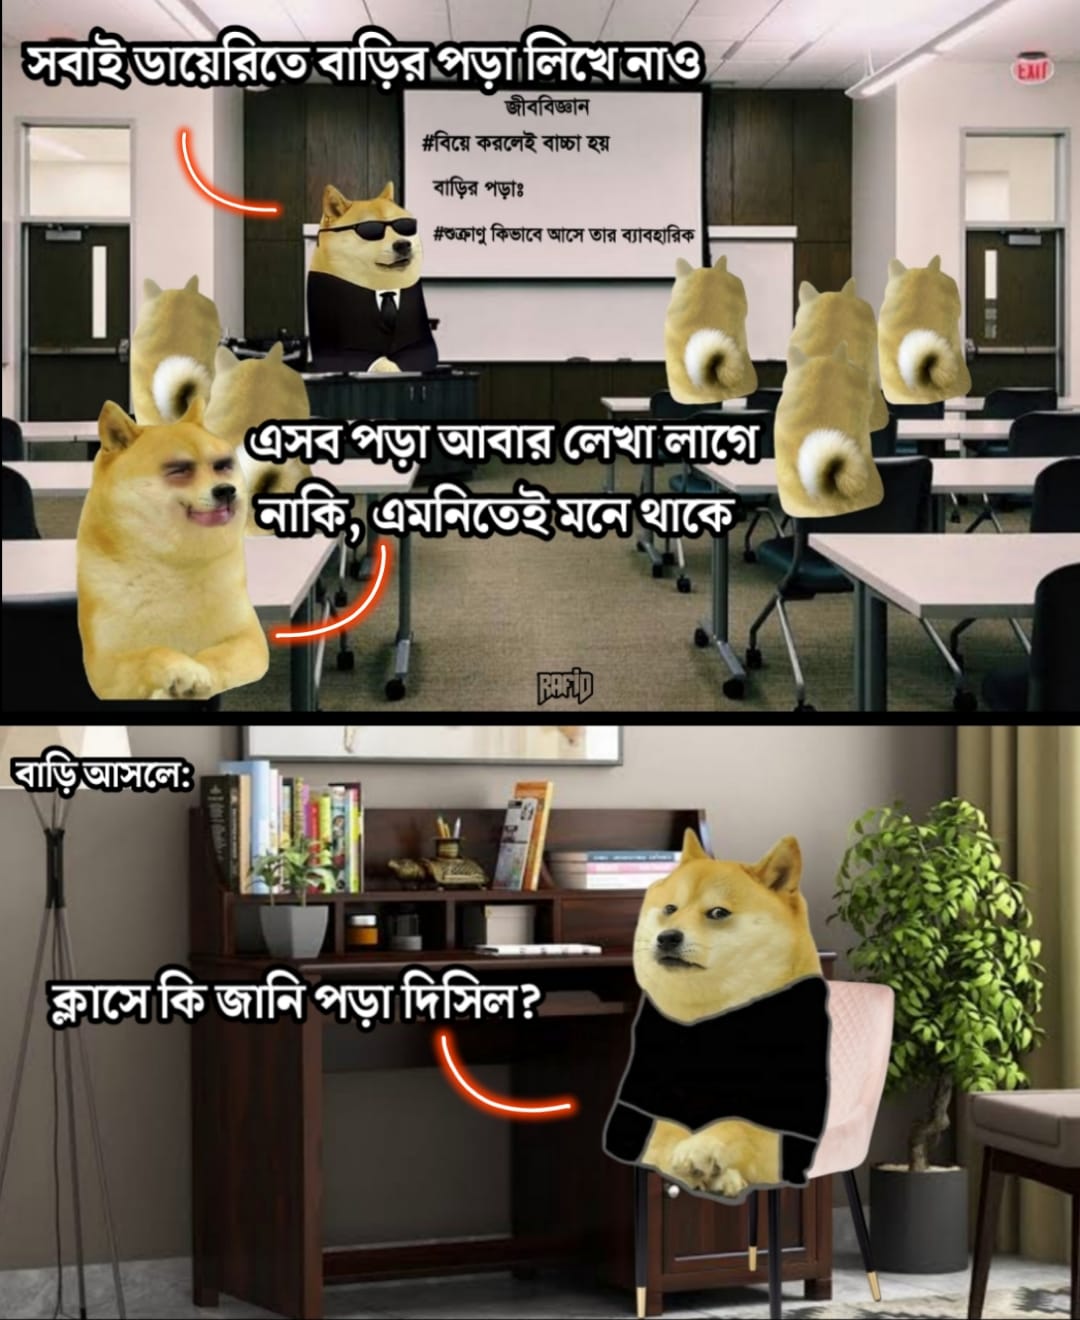 সবাই ডায়েরিতে বাড়ির পড়া লিখে নাও
EXIT
জীববিজ্ঞান
#বিয়ে করলেই বাচ্চা হয়
বাড়ির পড়াঃ
#শুক্রাণু কিভাবে আসে তার ব্যাবহারিক
এসব পড়া আবার লেখা লাগে
নাকি, এমনিতেই মনে থাকে
RAFID
বাড়ি আসলে:
ক্লাসে কি জানি পড়া দিসিল?